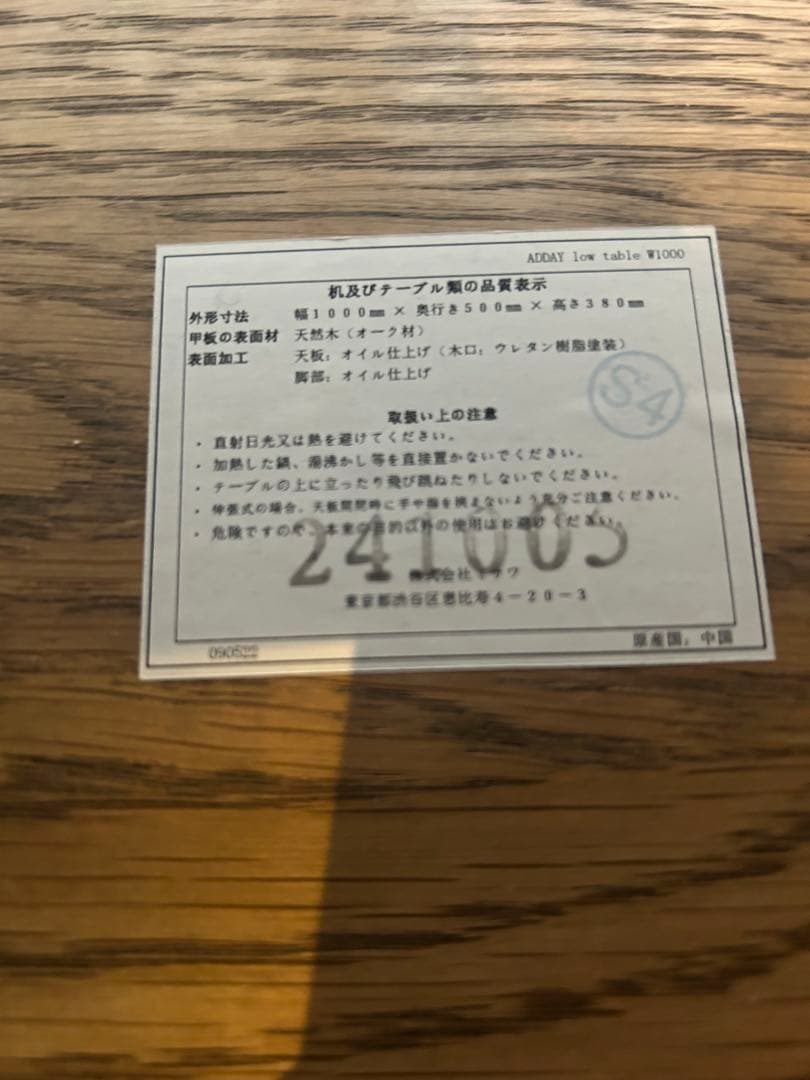 ADDAY low table W1000
机及びテーブル類の品質表示
外形寸法 幅1000㎜ × 奥行き500㎜ × 高さ380㎜
甲板の表面材 天然木（オーク材）
表面加工 天板：オイル仕上げ（木口：ウレタン樹脂塗装）
脚部：オイル仕上げ
S4
取扱い上の注意
・直射日光又は熱を避けてください。
・加熱した鍋、湯沸かし等を直接置かないでください。
・テーブルの上に立ったり飛び跳ねたりしないでください。
・伸張式の場合、天板開閉時に手や指を挟まないよう充分ご注意ください。
・危険ですので、本来の目的以外の使用はお避けください。
241005
株式会社ミサワ
東京都渋谷区恵比寿4－20－3
090522
原産国：中国